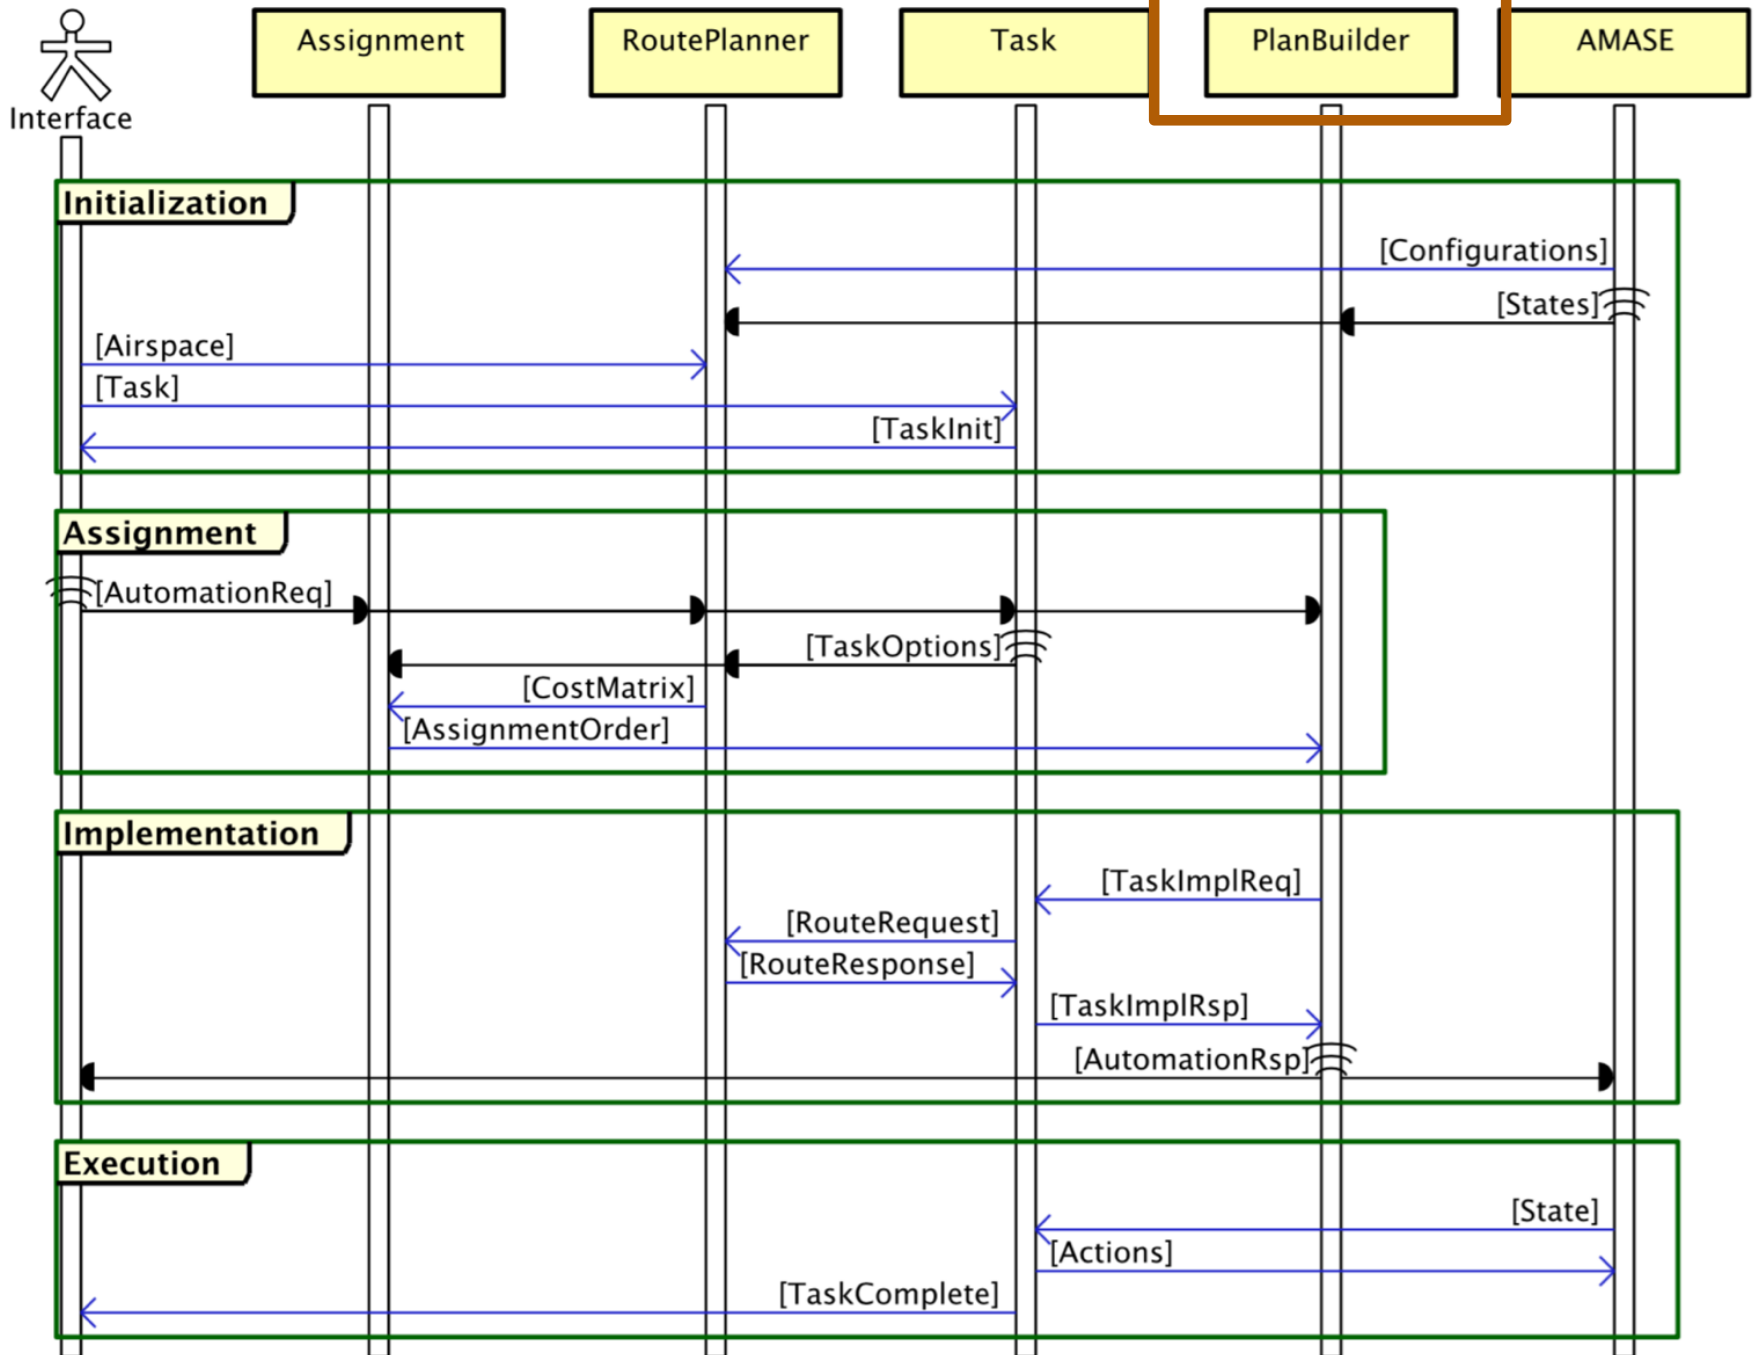 Interface
Assignment
RoutePlanner
Task
PlanBuilder
AMASE
Initialization
[Configurations]
[States]
[Airspace]
[Task]
[TaskInit]
Assignment
[AutomationReq]
[TaskOptions]
[CostMatrix]
[AssignmentOrder]
Implementation
[TaskImplReq]
[RouteRequest]
[RouteResponse]
[TaskImplRsp]
[AutomationRsp]
Execution
[State]
[Actions]
[TaskComplete]